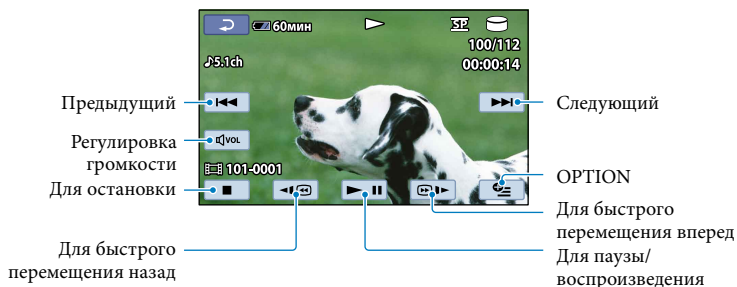 60мин
SP
100/112
♪5.1ch
00:00:14
Предыдущий
Следующий
VOL
Регулировка
громкости
101-0001
Для остановки
OPTION
Для быстрого
перемещения назад
Для быстрого
перемещения вперед
Для паузы/
воспроизведения